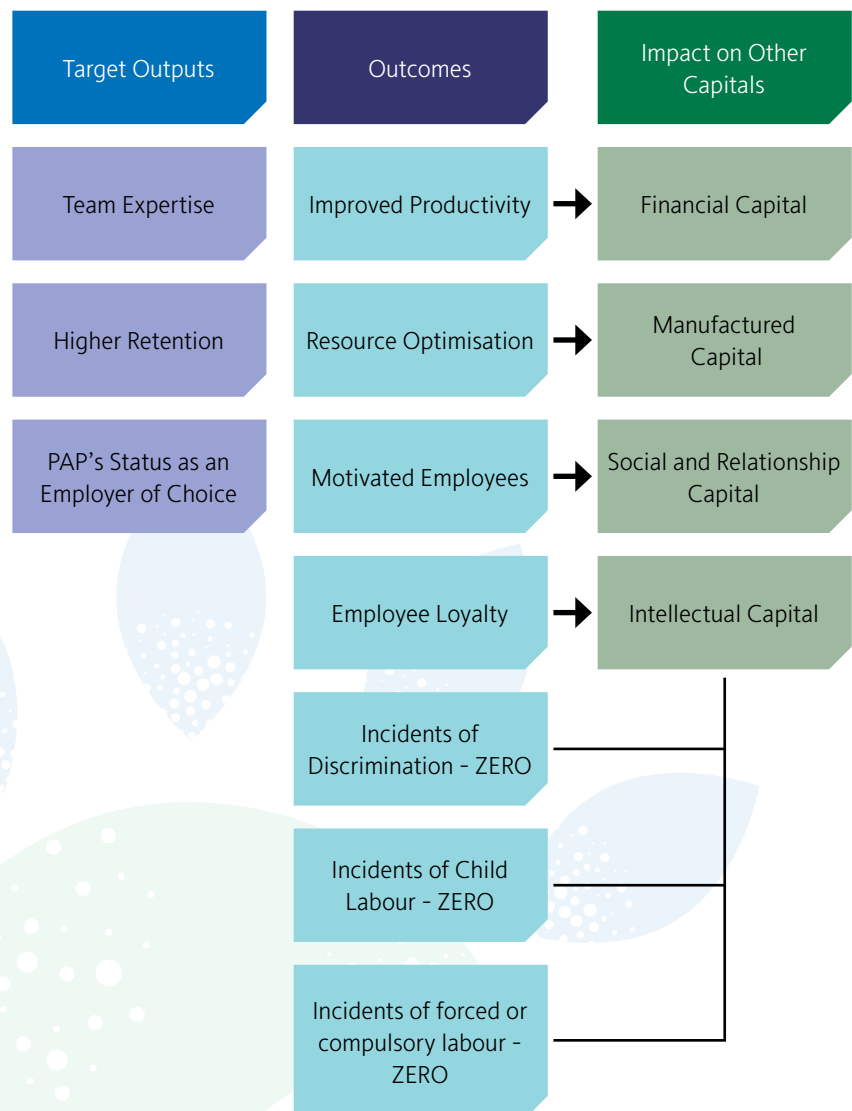 Target Outputs
Outcomes
Impact on Other
Capitals
Team Expertise
Improved Productivity
Financial Capital
Higher Retention
Resource Optimisation
Manufactured
Capital
PAP’s Status as an
Employer of Choice
Motivated Employees
Social and Relationship
Capital
Employee Loyalty
Intellectual Capital
Incidents of
Discrimination - ZERO
Incidents of Child
Labour - ZERO
Incidents of forced or
compulsory labour -
ZERO